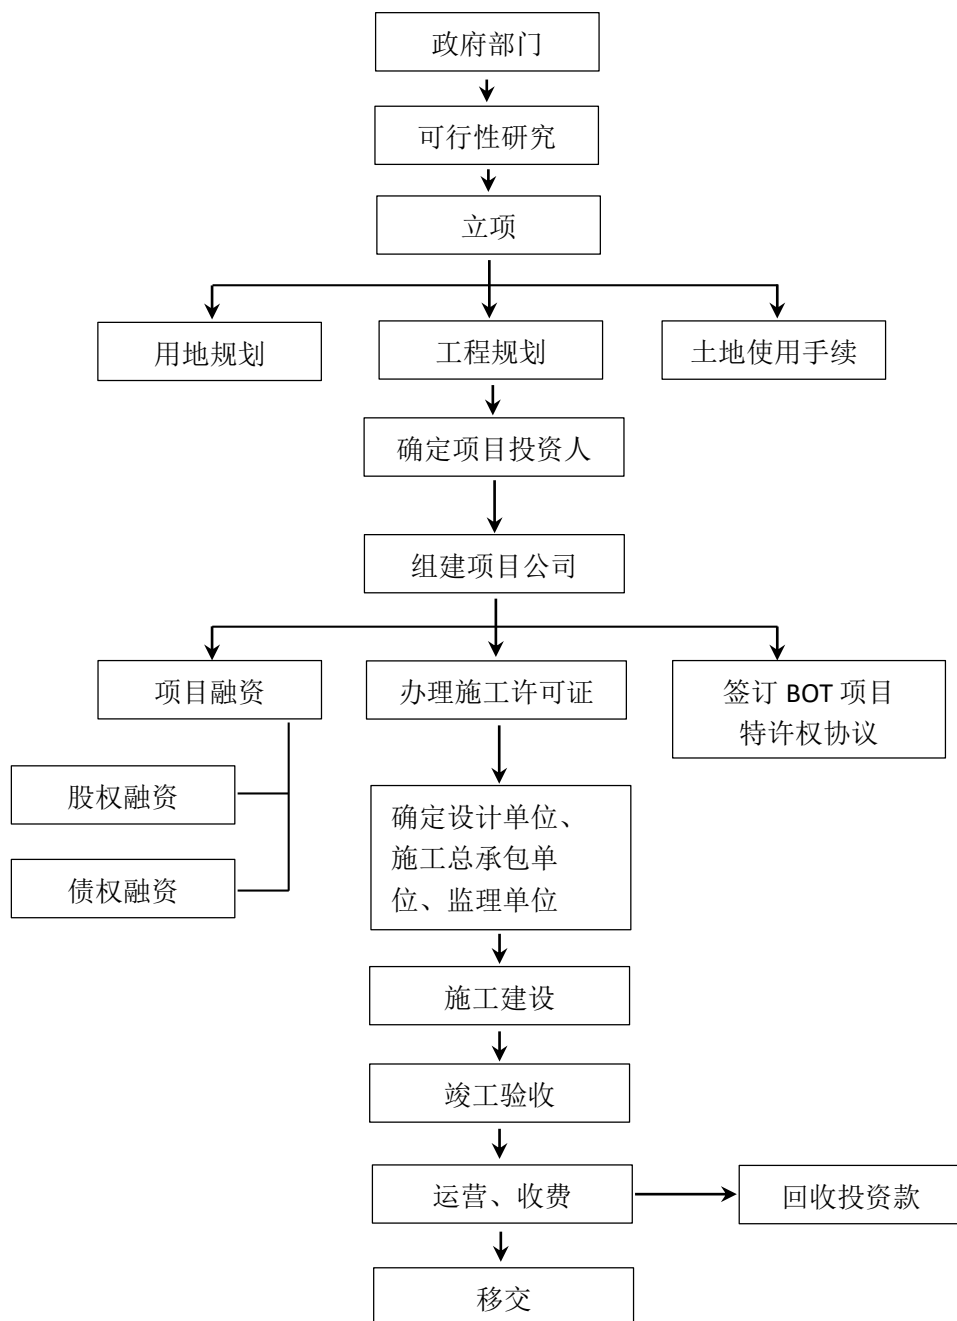 政府部门
可行性研究
立项
用地规划
工程规划
土地使用手续
确定项目投资人
组建项目公司
项目融资
办理施工许可证
签订 BOT 项目
特许权协议
股权融资
债权融资
确定设计单位、
施工总承包单
位、监理单位
施工建设
竣工验收
运营、收费
回收投资款
移交